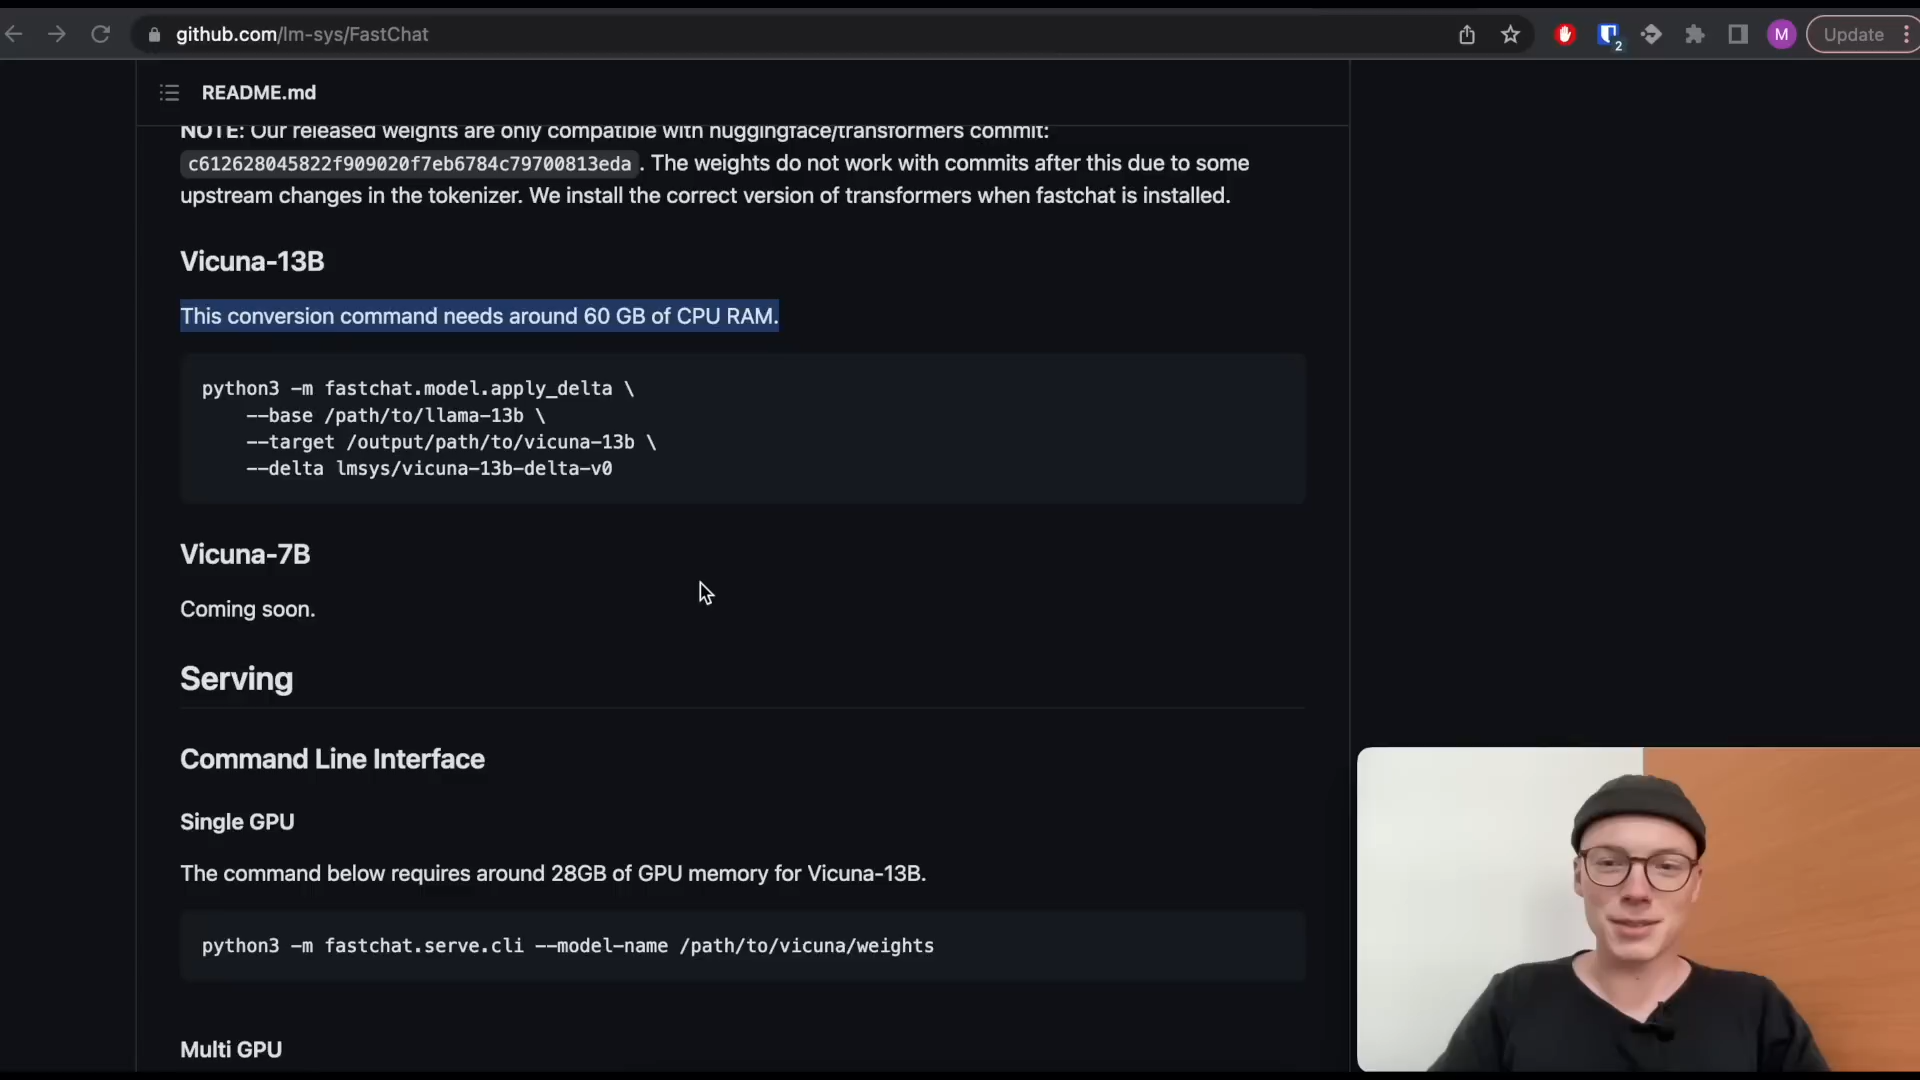 github.com/lm-sys/FastChat
2
M
Update
README.md
NOTE: Our released weights are only compatible with huggingface/transformers commit:
c612628045822f909020f7eb6784c79700813eda. The weights do not work with commits after this due to some
upstream changes in the tokenizer. We install the correct version of transformers when fastchat is installed.
Vicuna-13B
This conversion command needs around 60 GB of CPU RAM.
python3 -m fastchat.model.apply_delta \
--base /path/to/llama-13b \
--target /output/path/to/vicuna-13b \
--delta lmsys/vicuna-13b-delta-v0
Vicuna-7B
Coming soon.
Serving
Command Line Interface
Single GPU
The command below requires around 28GB of GPU memory for Vicuna-13B.
python3 -m fastchat.serve.cli --model-name /path/to/vicuna/weights
Multi GPU